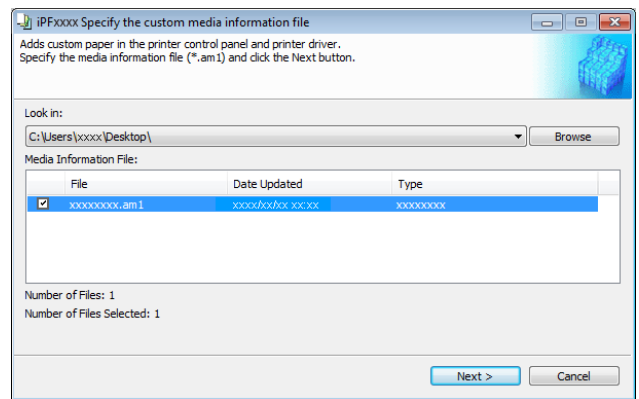 iPFxxxx Specify the custom media information file
Adds custom paper in the printer control panel and printer driver.
Specify the media information file (*.am1) and click the Next button.
Look in:
C:\Users\xxxx\Desktop\ Browse
Media Information File:
File Date Updated Type
xxxxxxxx.am1 xxxx/xx/xx xx:xx xxxxxxxx
Number of Files: 1
Number of Files Selected: 1
Next > Cancel